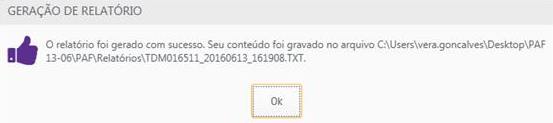 GERAÇÃO DE RELATÓRIO
O relatório foi gerado com sucesso. Seu conteúdo foi gravado no arquivo C:\Users\vera.goncalves\Desktop\PAF
13-06\PAF\Relatórios\TDM016511_20160613_161908.TXT.
Ok